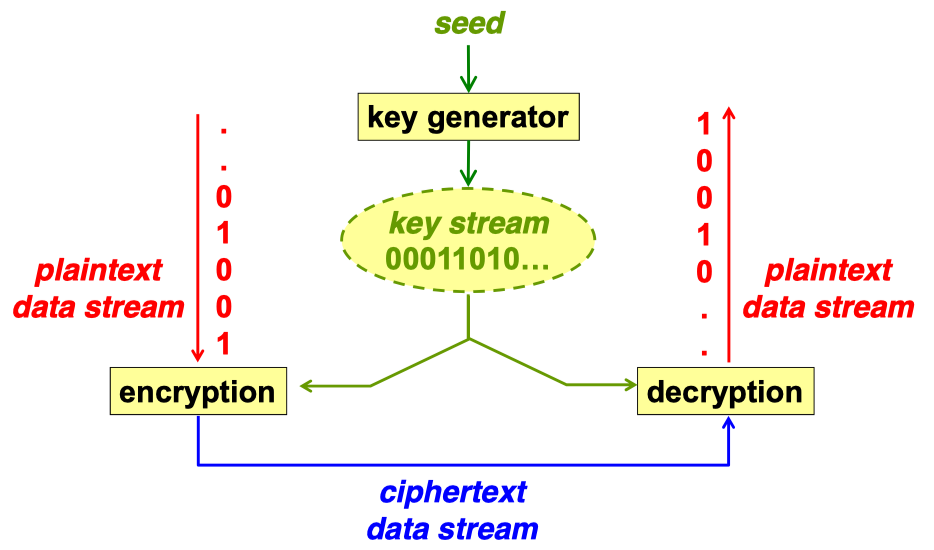 seed
key generator
key stream
00011010...
.
.
0
1
0
0
1
plaintext
data stream
1
0
0
1
0
.
.
plaintext
data stream
encryption
decryption
ciphertext
data stream